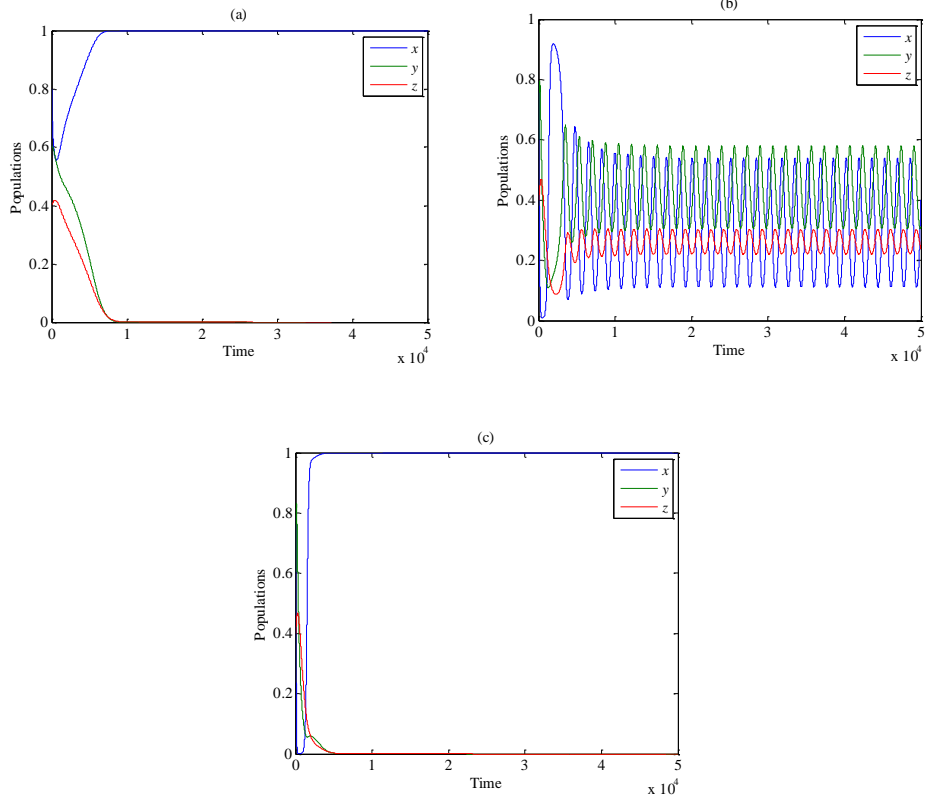 (a)
Populations
1
0.8
0.6
0.4
0.2
0
x
y
z
0 1 2 3 4 5
Time
x 10^4
(b)
Populations
1
0.8
0.6
0.4
0.2
0
x
y
z
0 1 2 3 4 5
Time
x 10^4
(c)
Populations
1
0.8
0.6
0.4
0.2
0
x
y
z
0 1 2 3 4 5
Time
x 10^4